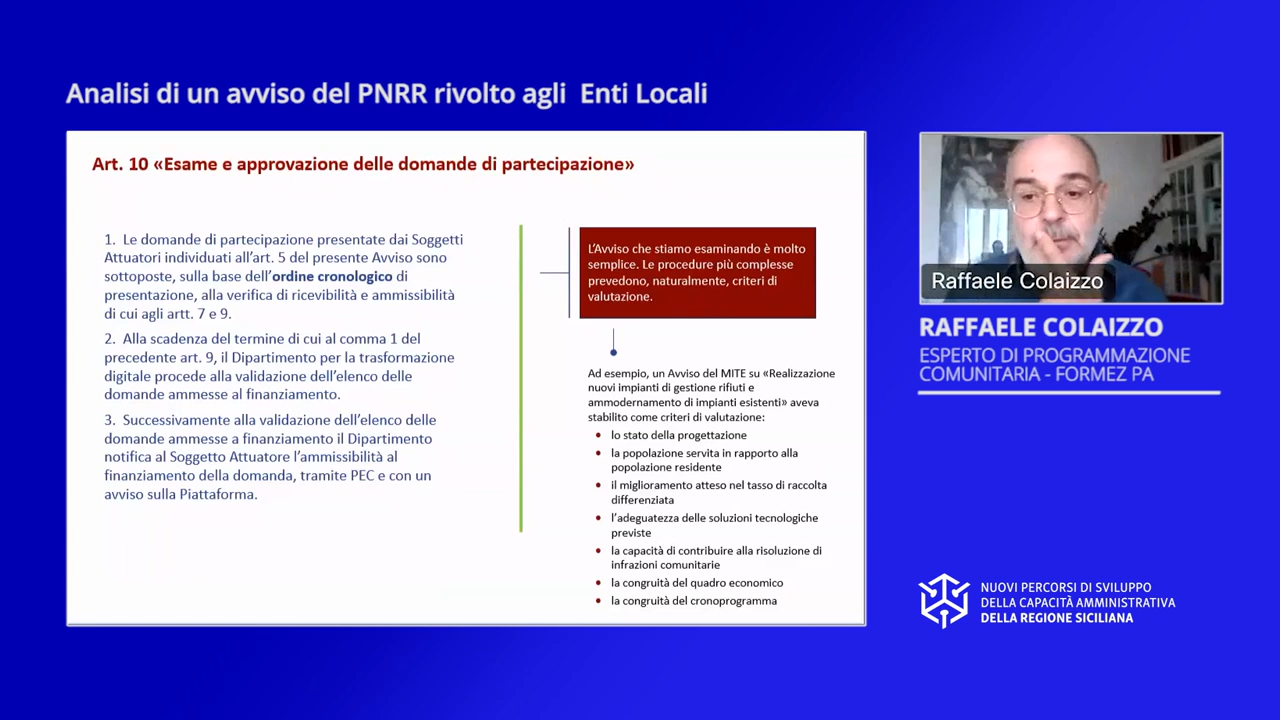 Analisi di un avviso del PNRR rivolto agli Enti Locali
Art. 10 «Esame e approvazione delle domande di partecipazione»
1. Le domande di partecipazione presentate dai Soggetti
Attuatori individuati all'art. 5 del presente Avviso sono
sottoposte, sulla base dell'ordine cronologico di
presentazione, alla verifica di ricevibilità e ammissibilità
di cui agli artt. 7 e 9.
2. Alla scadenza del termine di cui al comma 1 del
precedente art. 9, il Dipartimento per la trasformazione
digitale procede alla validazione dell'elenco delle
domande ammesse al finanziamento.
3. Successivamente alla validazione dell'elenco delle
domande ammesse a finanziamento il Dipartimento
notifica al Soggetto Attuatore l'ammissibilità al
finanziamento della domanda, tramite PEC e con un
avviso sulla Piattaforma.
L'Avviso che stiamo esaminando è molto
semplice. Le procedure più complesse
prevedono, naturalmente, criteri di
valutazione.
Ad esempio, un Avviso del MITE su «Realizzazione
nuovi impianti di gestione rifiuti e
ammodernamento di impianti esistenti» aveva
stabilito come criteri di valutazione:
• lo stato della progettazione
• la popolazione servita in rapporto alla
popolazione residente
• il miglioramento atteso nel tasso di raccolta
differenziata
• l'adeguatezza delle soluzioni tecnologiche
previste
• la capacità di contribuire alla risoluzione di
infrazioni comunitarie
• la congruità del quadro economico
• la congruità del cronoprogramma
Raffaele Colaizzo
RAFFAELE COLAIZZO
ESPERTO DI PROGRAMMAZIONE
COMUNITARIA - FORMEZ PA
NUOVI PERCORSI DI SVILUPPO
DELLA CAPACITÀ AMMINISTRATIVA
DELLA REGIONE SICILIANA